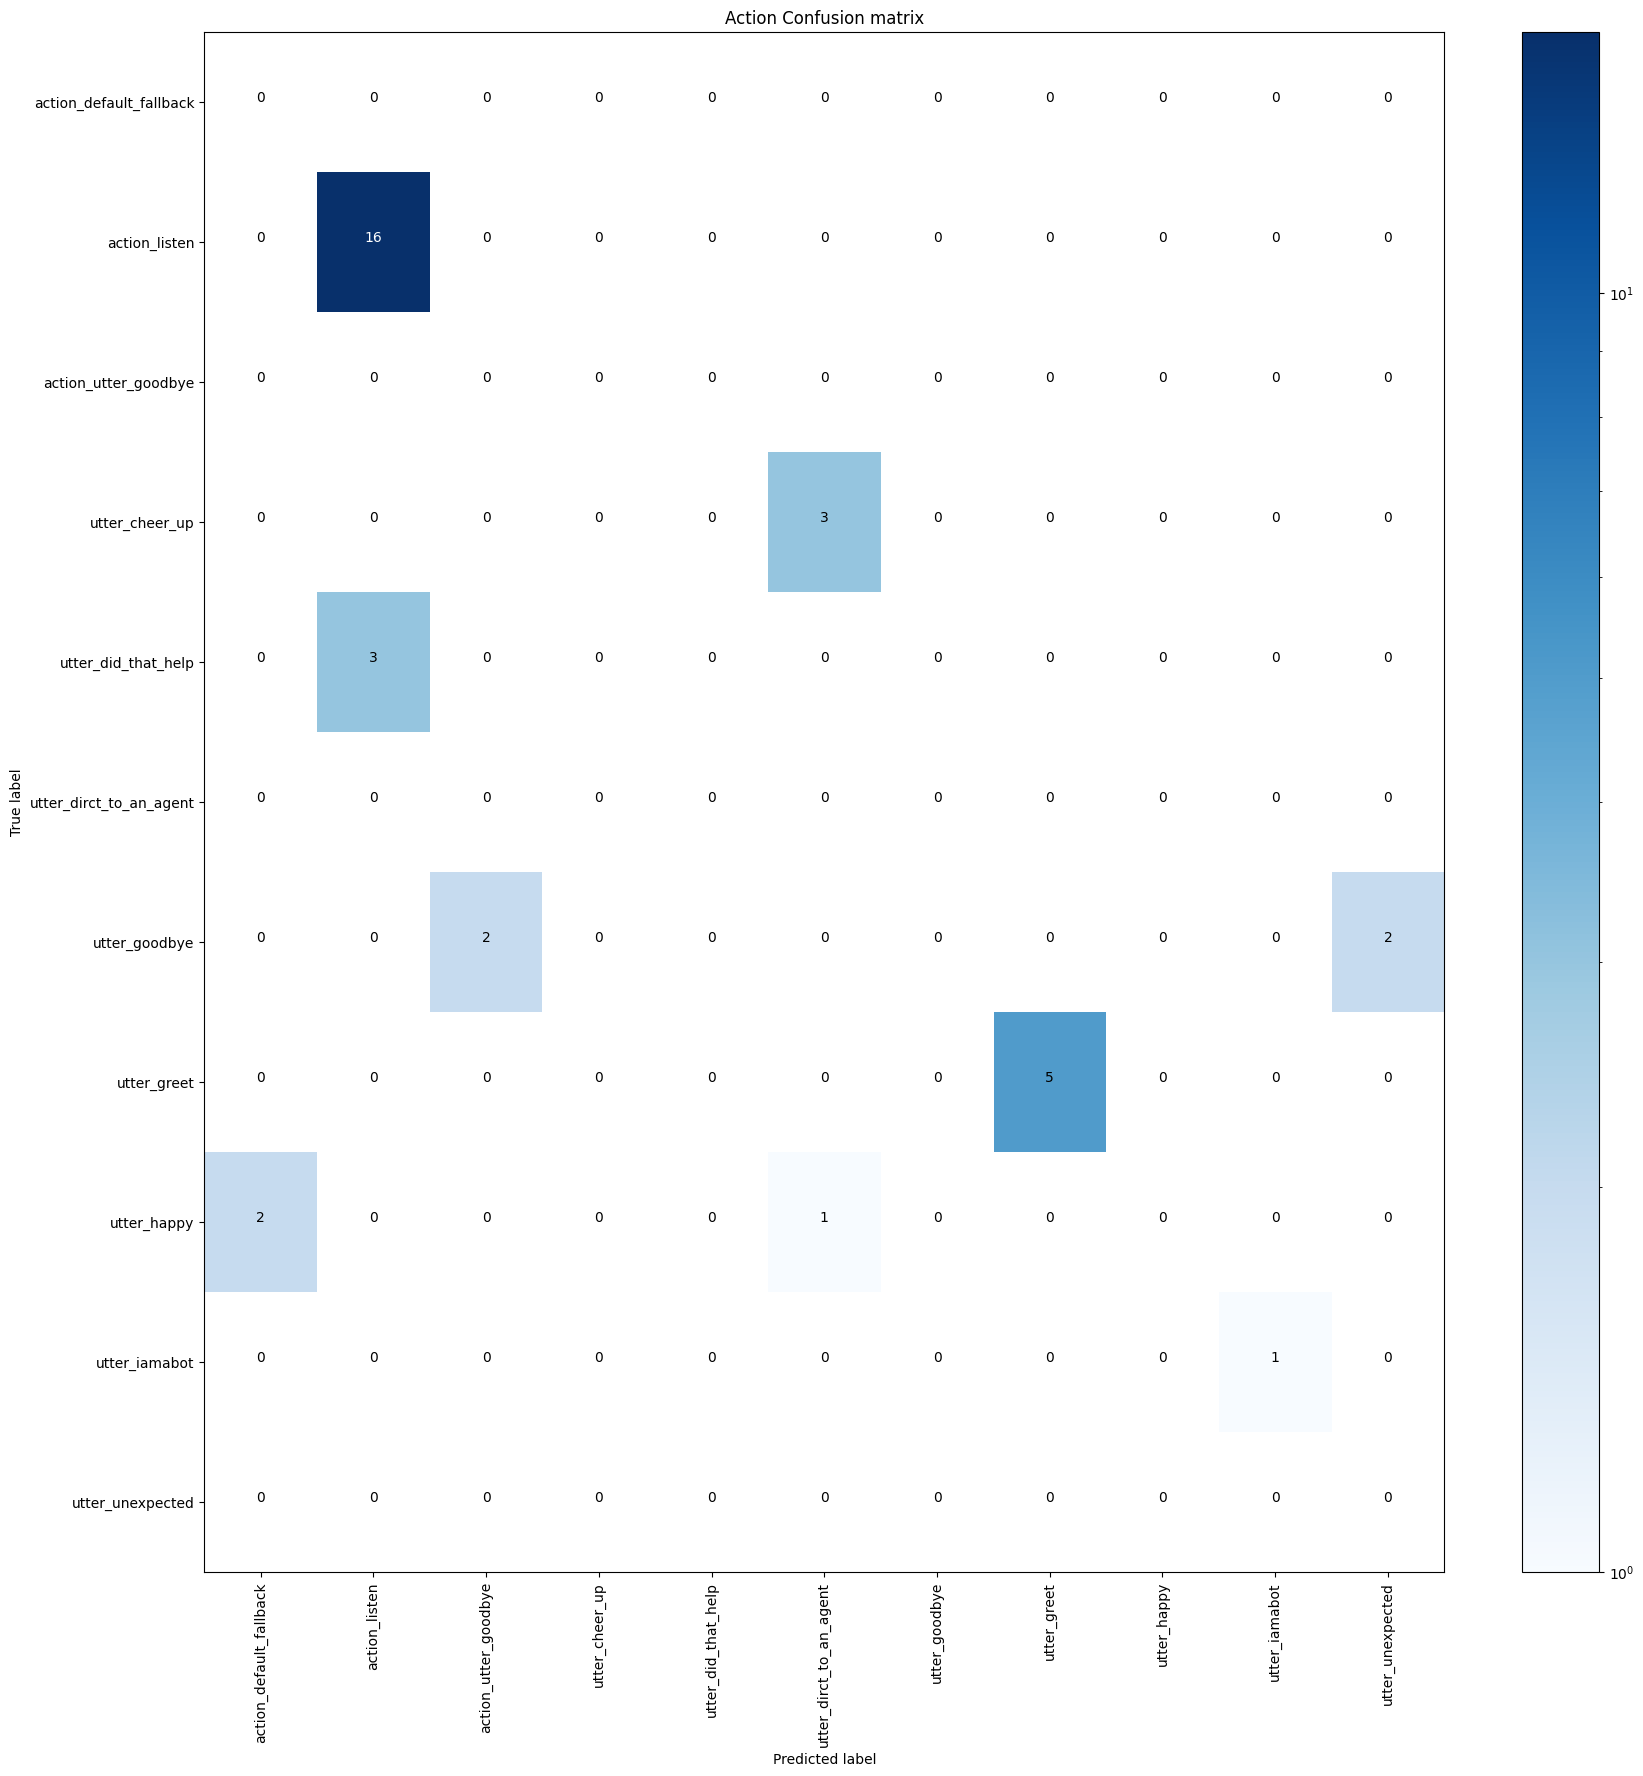 Action Confusion matrix
action_default_fallback 0 0 0 0 0 0 0 0 0 0 0
action_listen 0 16 0 0 0 0 0 0 0 0 0
action_utter_goodbye 0 0 0 0 0 0 0 0 0 0 0
utter_cheer_up 0 0 0 0 0 3 0 0 0 0 0
utter_did_that_help 0 3 0 0 0 0 0 0 0 0 0
utter_dirct_to_an_agent 0 0 0 0 0 0 0 0 0 0 0
utter_goodbye 0 0 2 0 0 0 0 0 0 0 2
utter_greet 0 0 0 0 0 0 0 5 0 0 0
utter_happy 2 0 0 0 0 1 0 0 0 0 0
utter_iamabot 0 0 0 0 0 0 0 0 0 1 0
utter_unexpected 0 0 0 0 0 0 0 0 0 0 0
True label
action_default_fallback
action_listen
action_utter_goodbye
utter_cheer_up
utter_did_that_help
utter_dirct_to_an_agent
utter_goodbye
utter_greet
utter_happy
utter_iamabot
utter_unexpected
Predicted label
10¹
10⁰